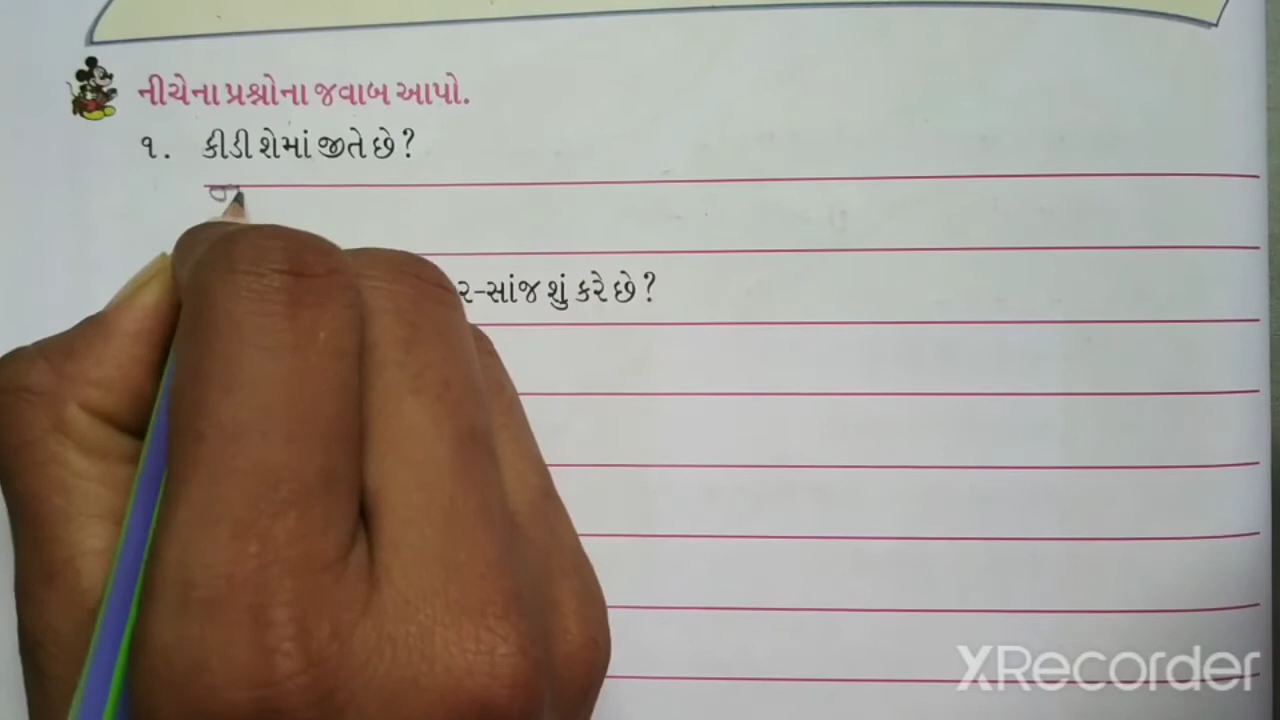 નીચેના પ્રશ્નોના જવાબ આપો.
૧. કીડી શેમાં જીતે છે?
ર-સાંજ શું કરે છે?
XRecorder